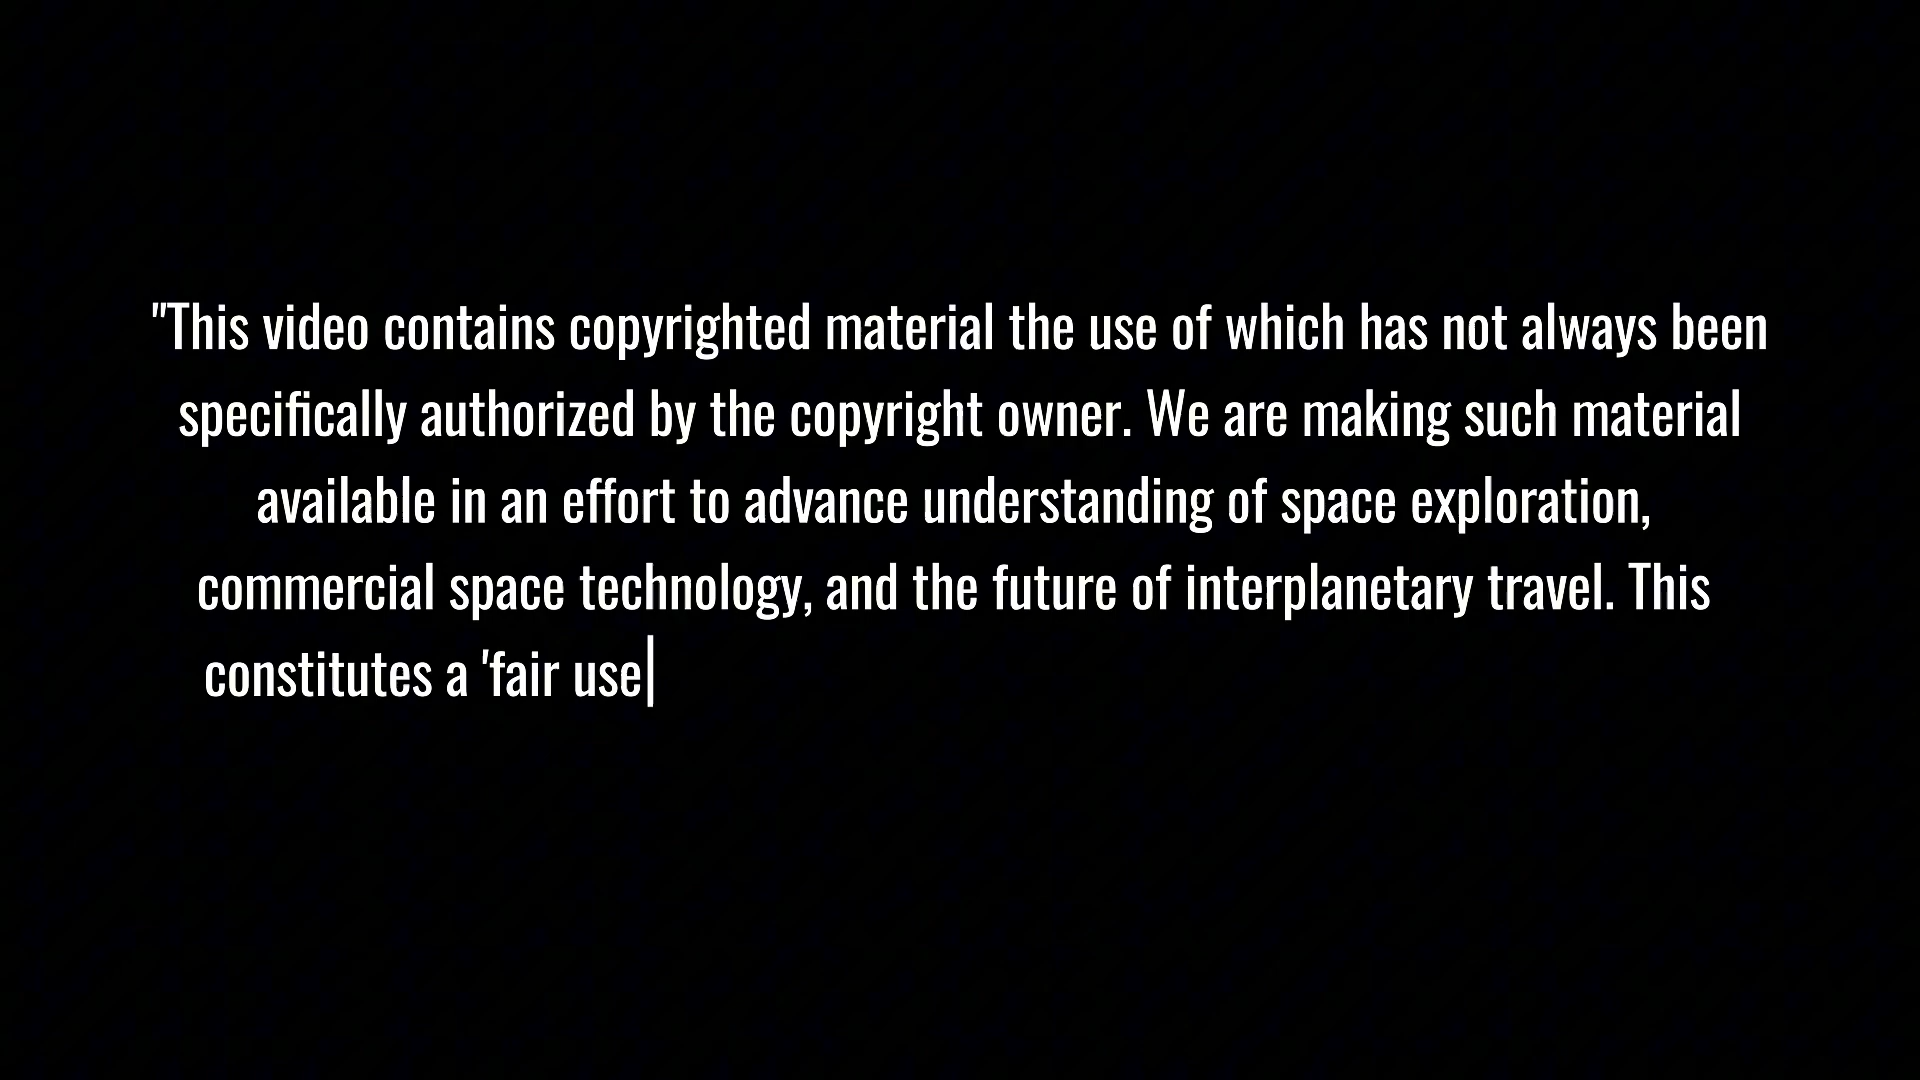 "This video contains copyrighted material the use of which has not always been
specifically authorized by the copyright owner. We are making such material
available in an effort to advance understanding of space exploration,
commercial space technology, and the future of interplanetary travel. This
constitutes a 'fair use